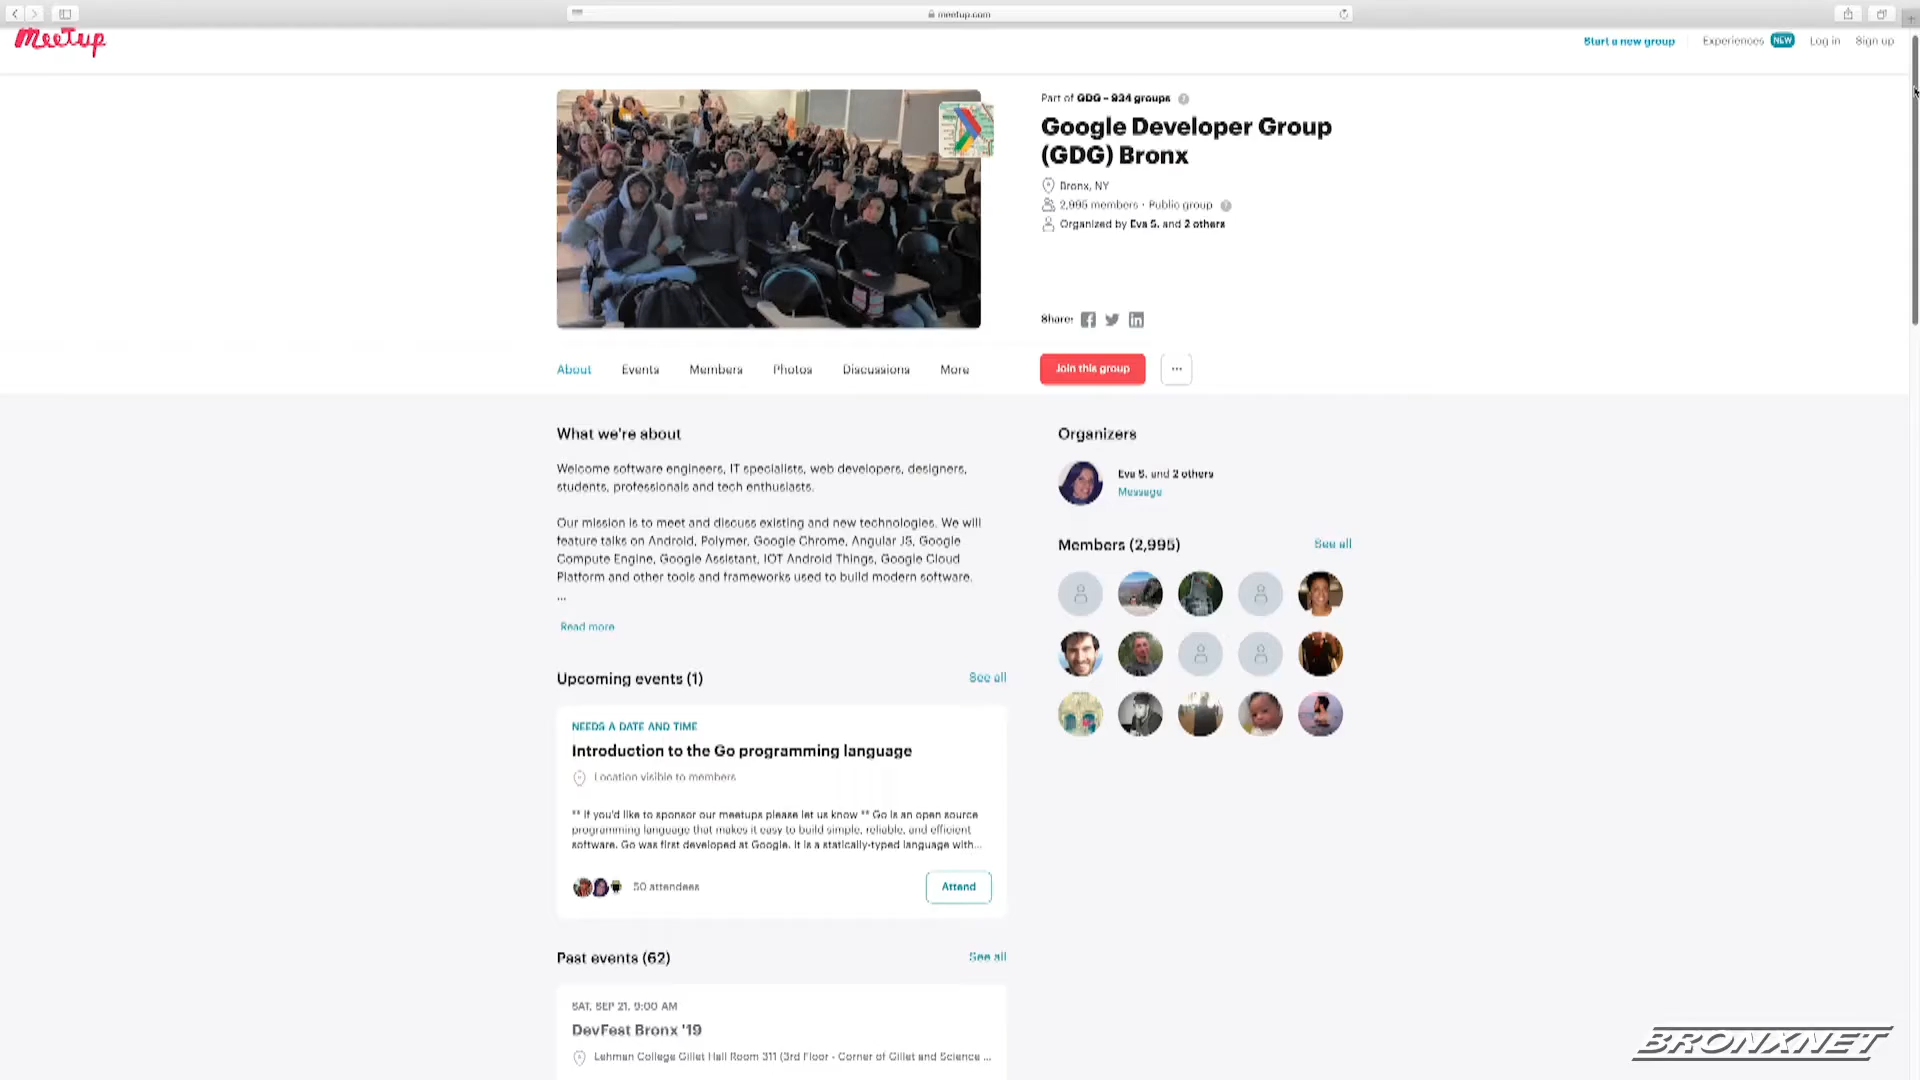 meetup.com
Meetup
Start a new group
Experiences NEW
Log in
Sign up
Part of GDG - 934 groups
Google Developer Group
(GDG) Bronx
Bronx, NY
2,995 members · Public group
Organized by Eva S. and 2 others
Share:
About
Events
Members
Photos
Discussions
More
Join this group
...
What we're about
Welcome software engineers, IT specialists, web developers, designers,
students, professionals and tech enthusiasts.
Our mission is to meet and discuss existing and new technologies. We will
feature talks on Android, Polymer, Google Chrome, Angular JS, Google
Compute Engine, Google Assistant, IOT Android Things, Google Cloud
Platform and other tools and frameworks used to build modern software.
...
Read more
Organizers
Eva S. and 2 others
Message
Members (2,995)
See all
Upcoming events (1)
See all
NEEDS A DATE AND TIME
Introduction to the Go programming language
Location visible to members
** If you'd like to sponsor our meetups please let us know ** Go is an open source
programming language that makes it easy to build simple, reliable, and efficient
software. Go was first developed at Google. It is a statically-typed language with...
50 attendees
Attend
Past events (62)
See all
SAT, SEP 21, 9:00 AM
DevFest Bronx '19
Lehman College Gillet Hall Room 311 (3rd Floor - Corner of Gillet and Science ...
BRONXNET